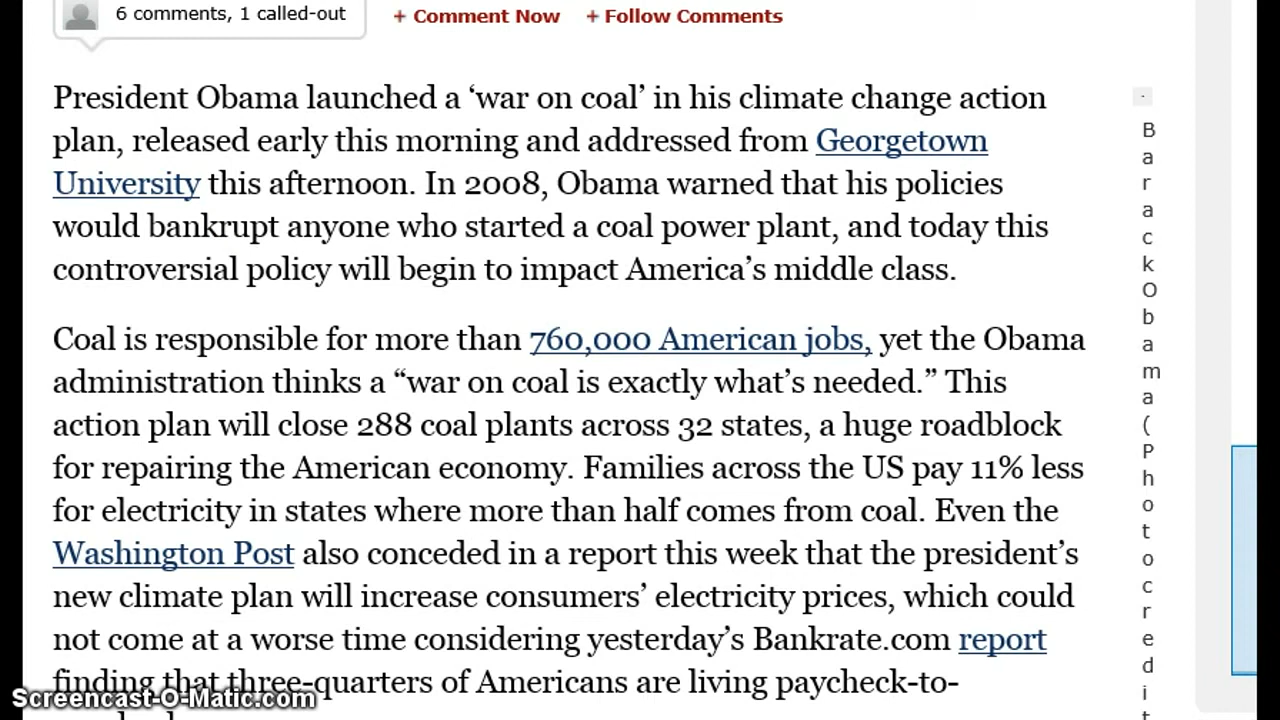 6 comments, 1 called-out
+ Comment Now
+ Follow Comments
President Obama launched a ‘war on coal’ in his climate change action
plan, released early this morning and addressed from Georgetown
University this afternoon. In 2008, Obama warned that his policies
would bankrupt anyone who started a coal power plant, and today this
controversial policy will begin to impact America’s middle class.
Coal is responsible for more than 760,000 American jobs, yet the Obama
administration thinks a “war on coal is exactly what’s needed.” This
action plan will close 288 coal plants across 32 states, a huge roadblock
for repairing the American economy. Families across the US pay 11% less
for electricity in states where more than half comes from coal. Even the
Washington Post also conceded in a report this week that the president’s
new climate plan will increase consumers’ electricity prices, which could
not come at a worse time considering yesterday’s Bankrate.com report
finding that three-quarters of Americans are living paycheck-to-
B
a
r
a
c
k
O
b
a
m
a
(
P
h
o
t
o
c
r
e
d
i
t
Screencast-O-Matic.com